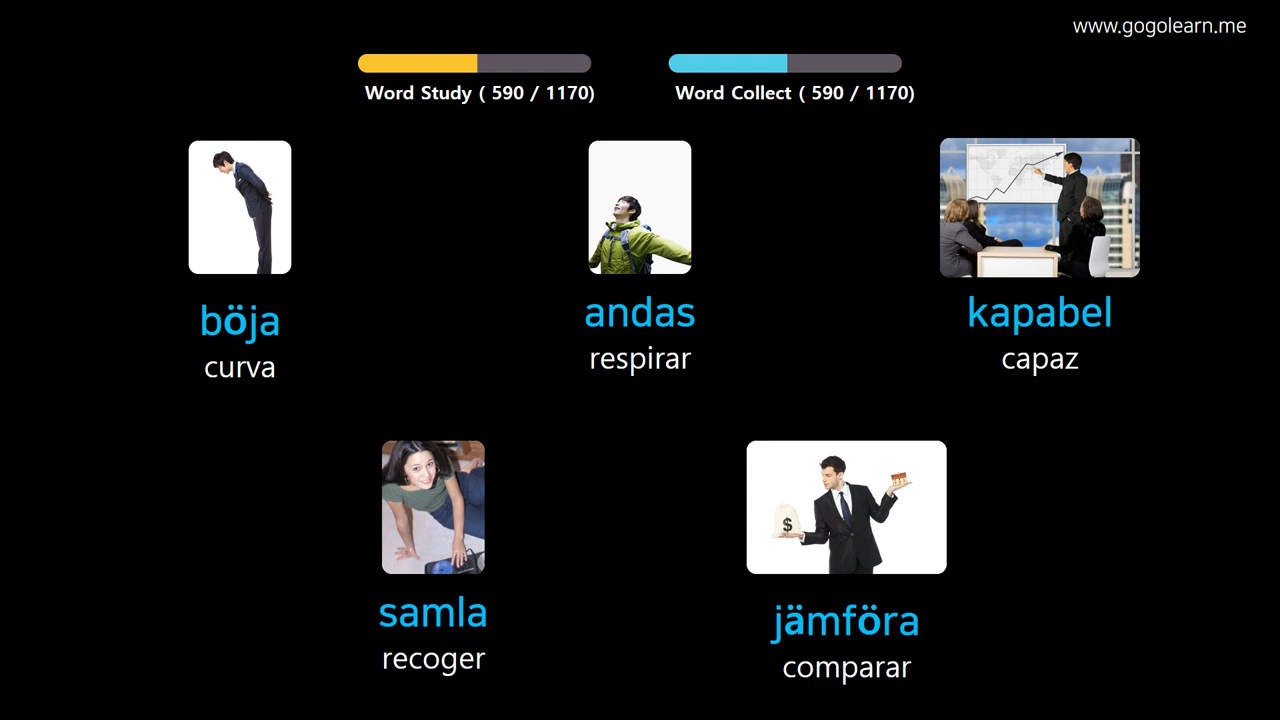 www.gogolearn.me
Word Study ( 590 / 1170)
Word Collect ( 590 / 1170)
böja
curva
andas
respirar
kapabel
capaz
$
samla
recoger
jämföra
comparar